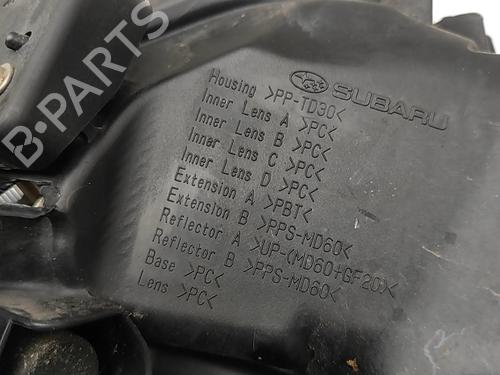 SUBARU
Housing >PP-TD30<
Inner Lens A >PC<
Inner Lens B >PC<
Inner Lens C >PC<
Inner Lens D >PC<
Extension A >PBT<
Extension B >PPS-MD60<
Reflector A >UP-(MD60+GF20)<
Reflector B >PPS-MD60<
Base >PC<
Lens >PC<
B-PARTS